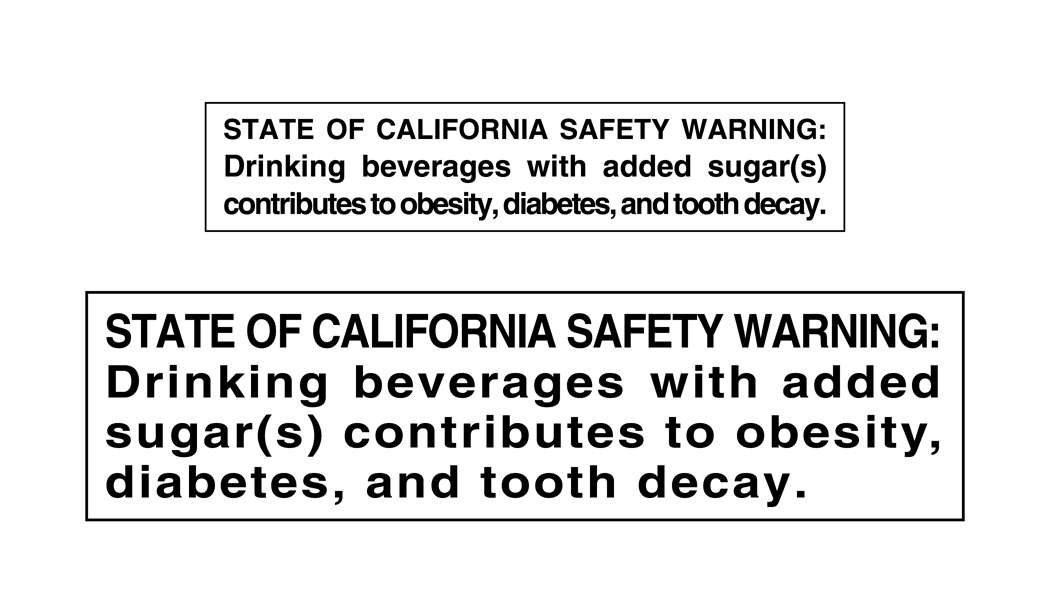 STATE OF CALIFORNIA SAFETY WARNING:
Drinking beverages with added sugar(s)
contributes to obesity, diabetes, and tooth decay.
STATE OF CALIFORNIA SAFETY WARNING:
Drinking beverages with added
sugar(s) contributes to obesity,
diabetes, and tooth decay.